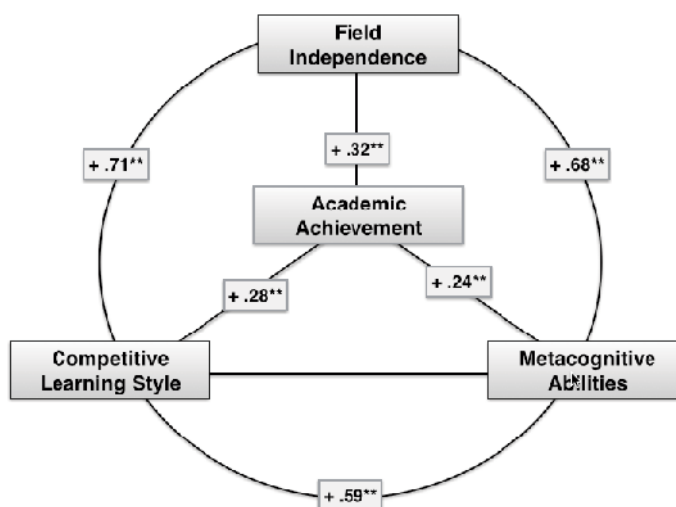 Field
Independence
+ .71**
+ .32**
+ .68**
Academic
Achievement
+ .28**
+ .24**
Competitive
Learning Style
Metacognitive
Abilities
+ .59**